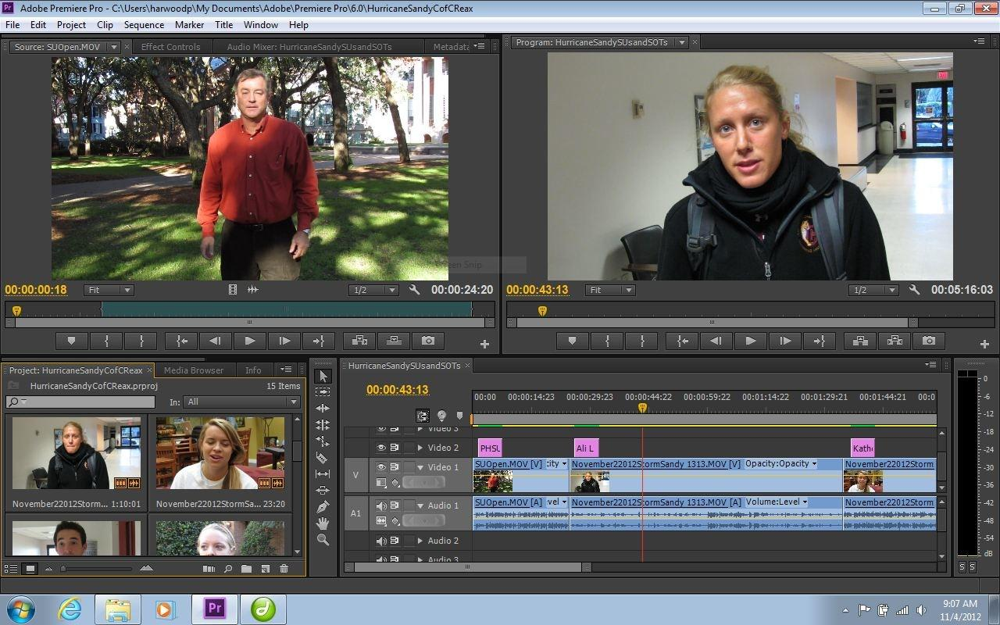 Pr Adobe Premiere Pro - C:\Users\harwoodp\My Documents\Adobe\Premiere Pro\6.0\HurricaneSandyCofCReax
File Edit Project Clip Sequence Marker Title Window Help
Source: SUOpen.MOV Effect Controls Audio Mixer: HurricaneSandySUsandSOTs Metadata
Program: HurricaneSandySUsandSOTs
Snip
00:00:00:18 Fit 1/2 00:00:24:20
00:00:43:13 Fit 1/2 00:05:16:03
Project: HurricaneSandyCofCReax Media Browser Info
HurricaneSandyCofCReax.prproj 15 Items
In: All
November22012Storm... 1:10:01 November22012StormSa... 23:20
HurricaneSandySUsandSOTs
00:00:43:13
00:00 00:00:14:23 00:00:29:23 00:00:44:22 00:00:59:22 00:01:14:22 00:01:29:21 00:01:44:21 00:0
Video 3
Video 2 PHSU Ali L Kathe
V Video 1 SUOpen.MOV [V] city November22012StormSandy 1313.MOV [V] Opacity:Opacity November22012Storm
A1 Audio 1 SUOpen.MOV [A] vel November22012StormSandy 1313.MOV [A] Volume:Level November22012Storm
Audio 2
Audio 3
0
-6
-12
-18
-24
-30
-36
-42
-48
-54
dB
S S
Pr
9:07 AM
11/4/2012